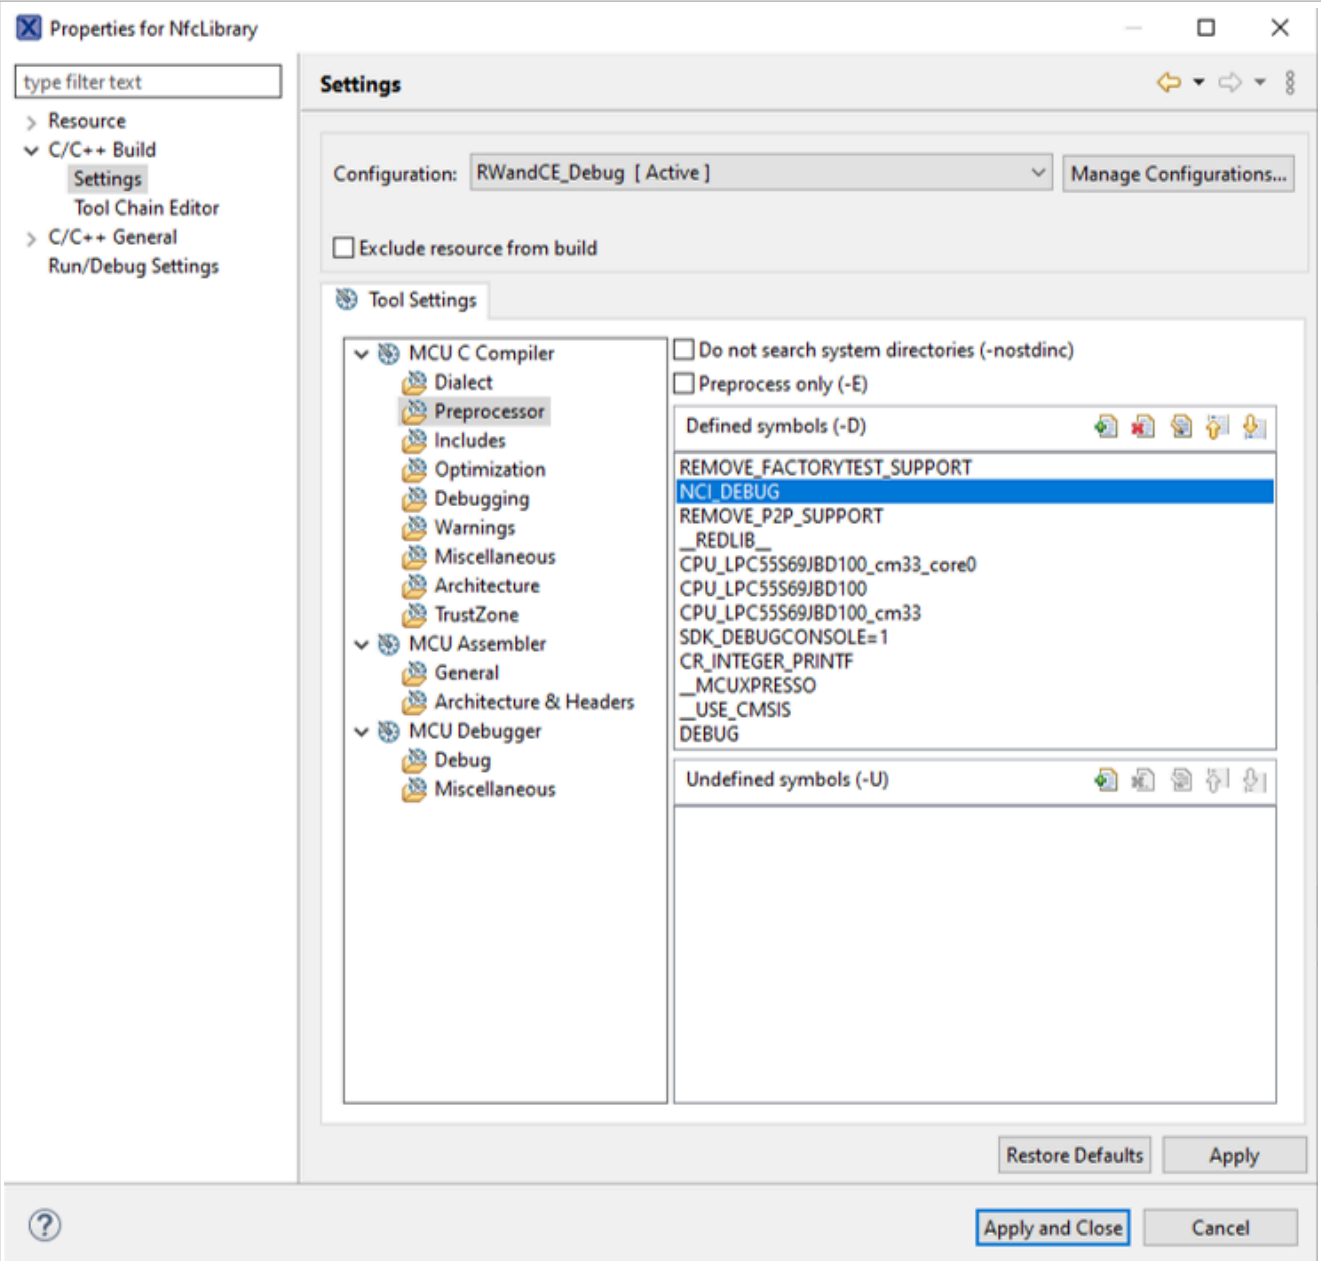 Properties for NfcLibrary
type filter text
Settings
Resource
C/C++ Build
Settings
Tool Chain Editor
C/C++ General
Run/Debug Settings
Configuration: RWandCE_Debug [ Active ] Manage Configurations...
Exclude resource from build
Tool Settings
MCU C Compiler
Dialect
Preprocessor
Includes
Optimization
Debugging
Warnings
Miscellaneous
Architecture
TrustZone
MCU Assembler
General
Architecture & Headers
MCU Debugger
Debug
Miscellaneous
Do not search system directories (-nostdinc)
Preprocess only (-E)
Defined symbols (-D)
REMOVE_FACTORYTEST_SUPPORT
NCI_DEBUG
REMOVE_P2P_SUPPORT
__REDLIB__
CPU_LPC55S69JBD100_cm33_core0
CPU_LPC55S69JBD100
CPU_LPC55S69JBD100_cm33
SDK_DEBUGCONSOLE=1
CR_INTEGER_PRINTF
__MCUXPRESSO
__USE_CMSIS
DEBUG
Undefined symbols (-U)
Restore Defaults Apply
Apply and Close Cancel